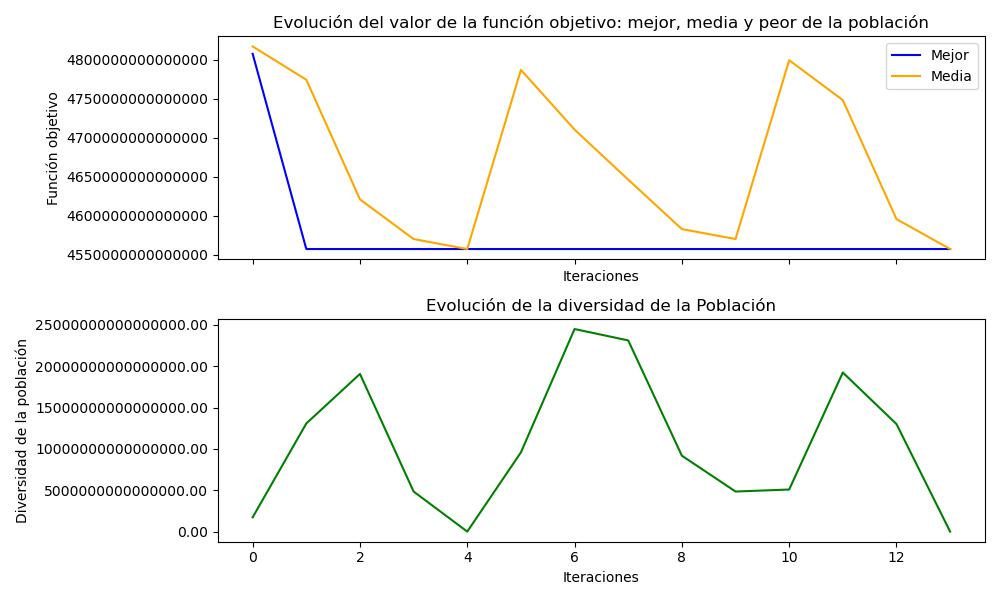 Evolución del valor de la función objetivo: mejor, media y peor de la población
Función objetivo
4800000000000000
4750000000000000
4700000000000000
4650000000000000
4600000000000000
4550000000000000
Mejor
Media
Iteraciones
Evolución de la diversidad de la Población
Diversidad de la población
25000000000000000.00
20000000000000000.00
15000000000000000.00
10000000000000000.00
5000000000000000.00
0.00
0 2 4 6 8 10 12
Iteraciones